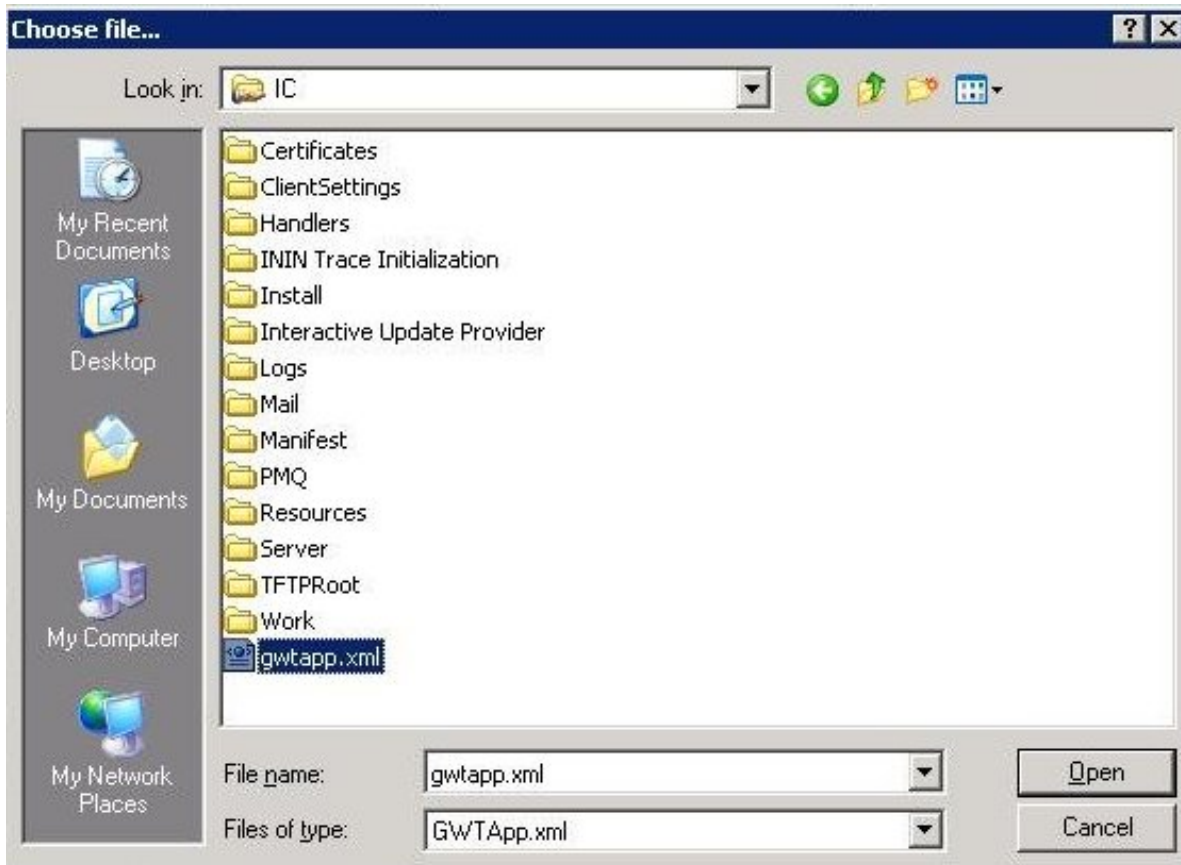 Choose file...
Look in:
IC
My Recent
Documents
Desktop
My Documents
My Computer
My Network
Places
Certificates
ClientSettings
Handlers
ININ Trace Initialization
Install
Interactive Update Provider
Logs
Mail
Manifest
PMQ
Resources
Server
TFTPRoot
Work
gwtapp.xml
File name:
gwtapp.xml
Open
Files of type:
GWTApp.xml
Cancel